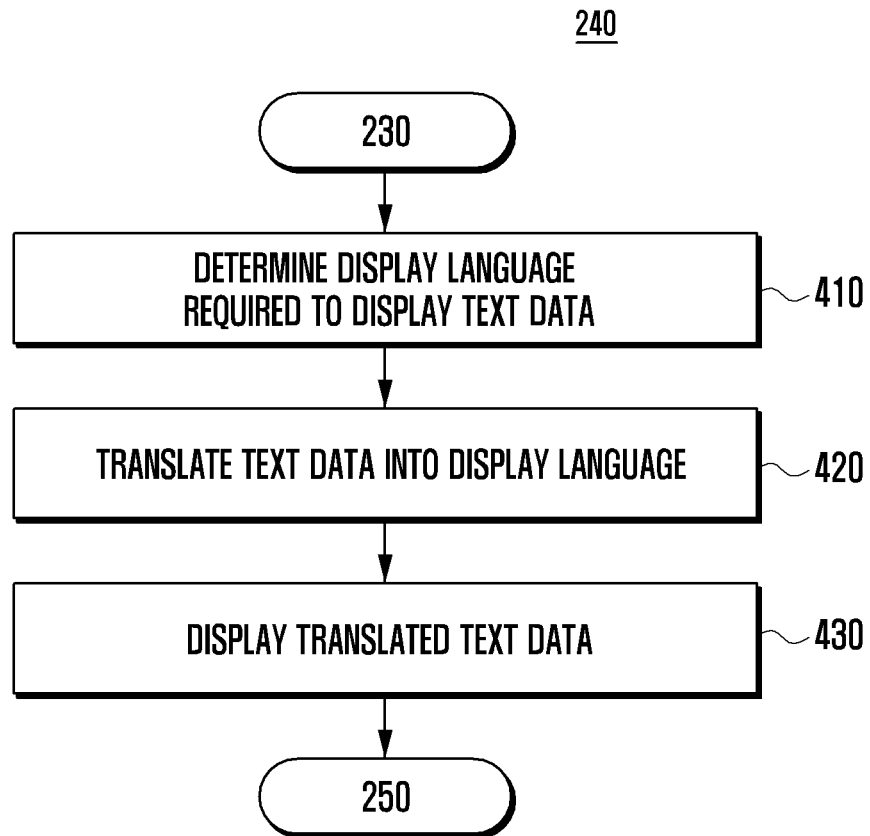 240
230
DETERMINE DISPLAY LANGUAGE
REQUIRED TO DISPLAY TEXT DATA
410
TRANSLATE TEXT DATA INTO DISPLAY LANGUAGE
420
DISPLAY TRANSLATED TEXT DATA
430
250